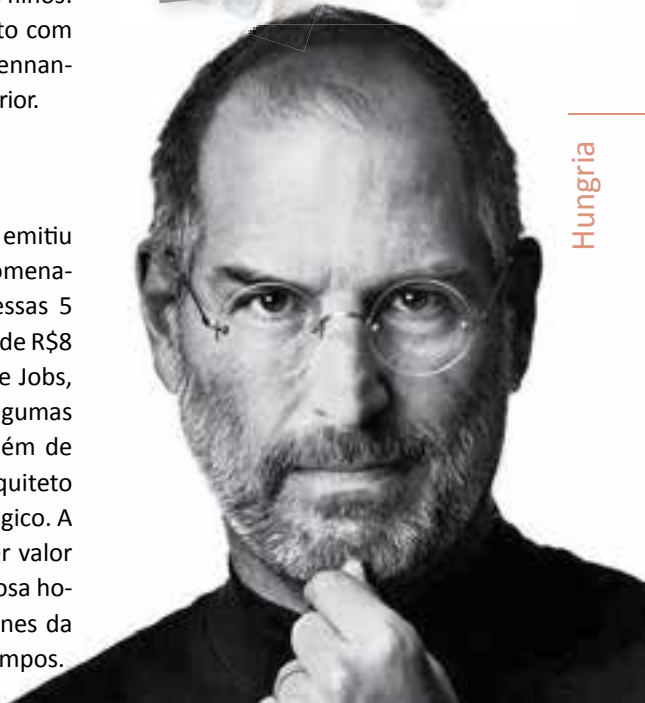 to com
ennan-
rior.
emitiu
omena-
essas 5
de R$8
e Jobs,
gumas
ém de
quiteto
gico. A
r valor
osa ho-
nes da
mpos.
Hungria